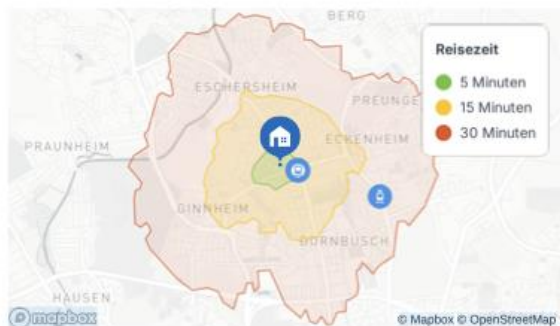 BERG
Reisezeit
5 Minuten
15 Minuten
30 Minuten
ESCHERSHEIM
PREUNGE
ECKENHEIM
PRAUNHEIM
GINNHEIM
DORNBUSCH
HAUSEN
mapbox
© Mapbox © OpenStreetMap